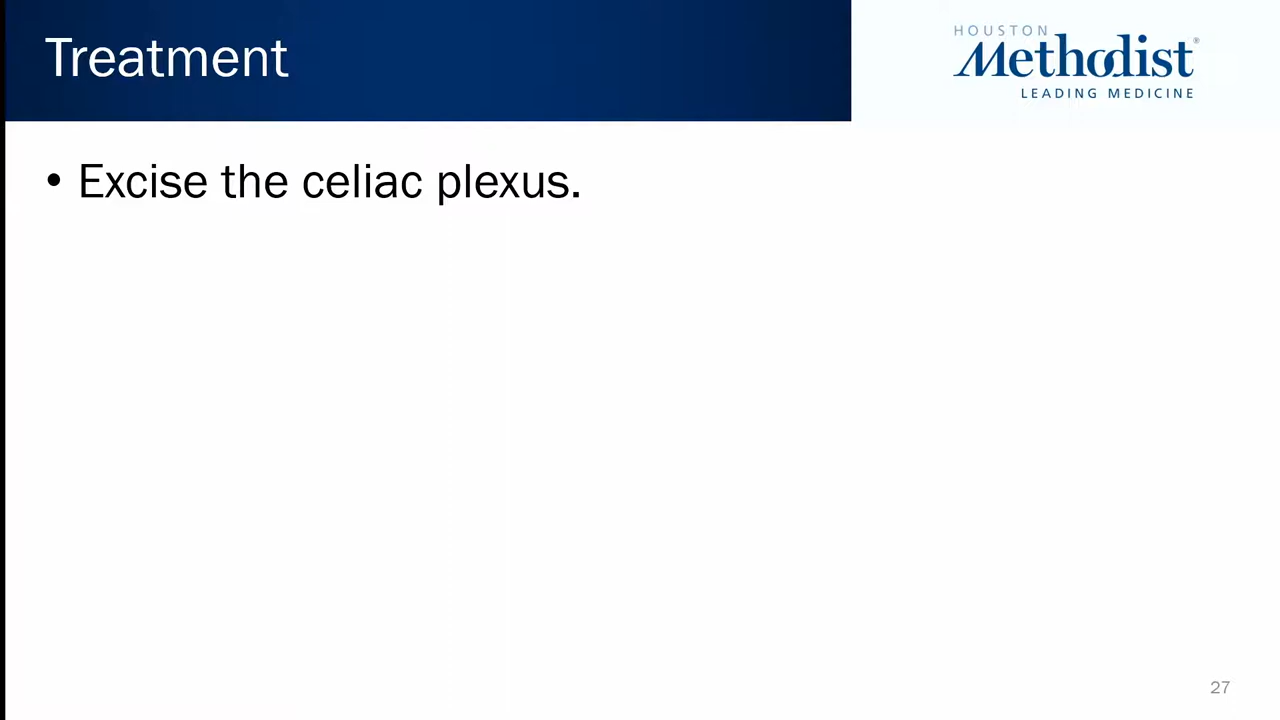 Treatment
HOUSTON
Methodist®
LEADING MEDICINE
• Excise the celiac plexus.
27